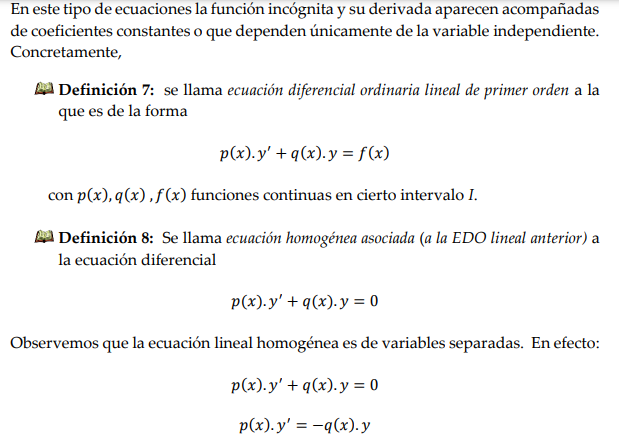 En este tipo de ecuaciones la función incógnita y su derivada aparecen acompañadas
de coeficientes constantes o que dependen únicamente de la variable independiente.
Concretamente,
Definición 7: se llama ecuación diferencial ordinaria lineal de primer orden a la
que es de la forma
p(x).y′ + q(x).y = f(x)
con p(x), q(x) , f(x) funciones continuas en cierto intervalo I.
Definición 8: Se llama ecuación homogénea asociada (a la EDO lineal anterior) a
la ecuación diferencial
p(x).y′ + q(x).y = 0
Observemos que la ecuación lineal homogénea es de variables separadas. En efecto:
p(x).y′ + q(x).y = 0
p(x).y′ = −q(x).y